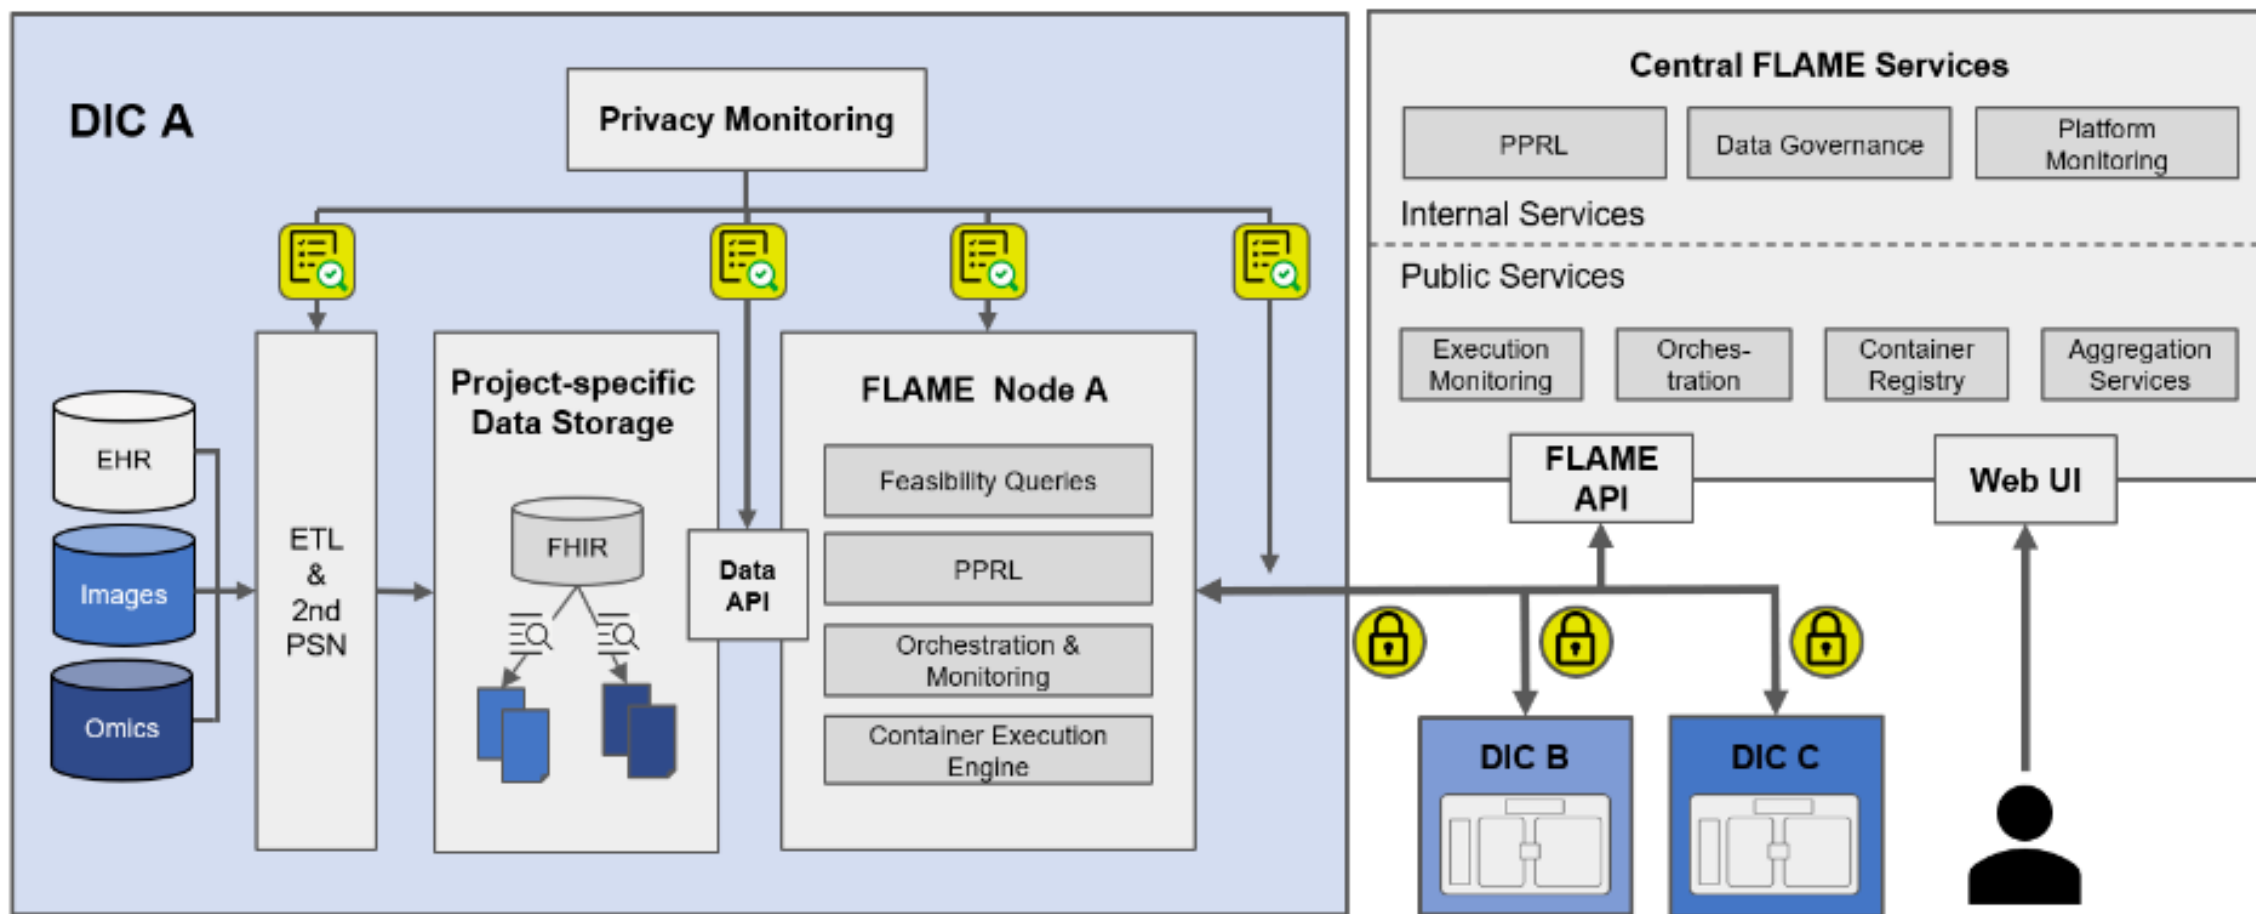 DIC A
Privacy Monitoring
EHR
Images
Omics
ETL
&
2nd
PSN
Project-specific
Data Storage
FHIR
Data
API
FLAME Node A
Feasibility Queries
PPRL
Orchestration &
Monitoring
Container Execution
Engine
Central FLAME Services
PPRL
Data Governance
Platform
Monitoring
Internal Services
Public Services
Execution
Monitoring
Orches-
tration
Container
Registry
Aggregation
Services
FLAME
API
Web UI
DIC B
DIC C